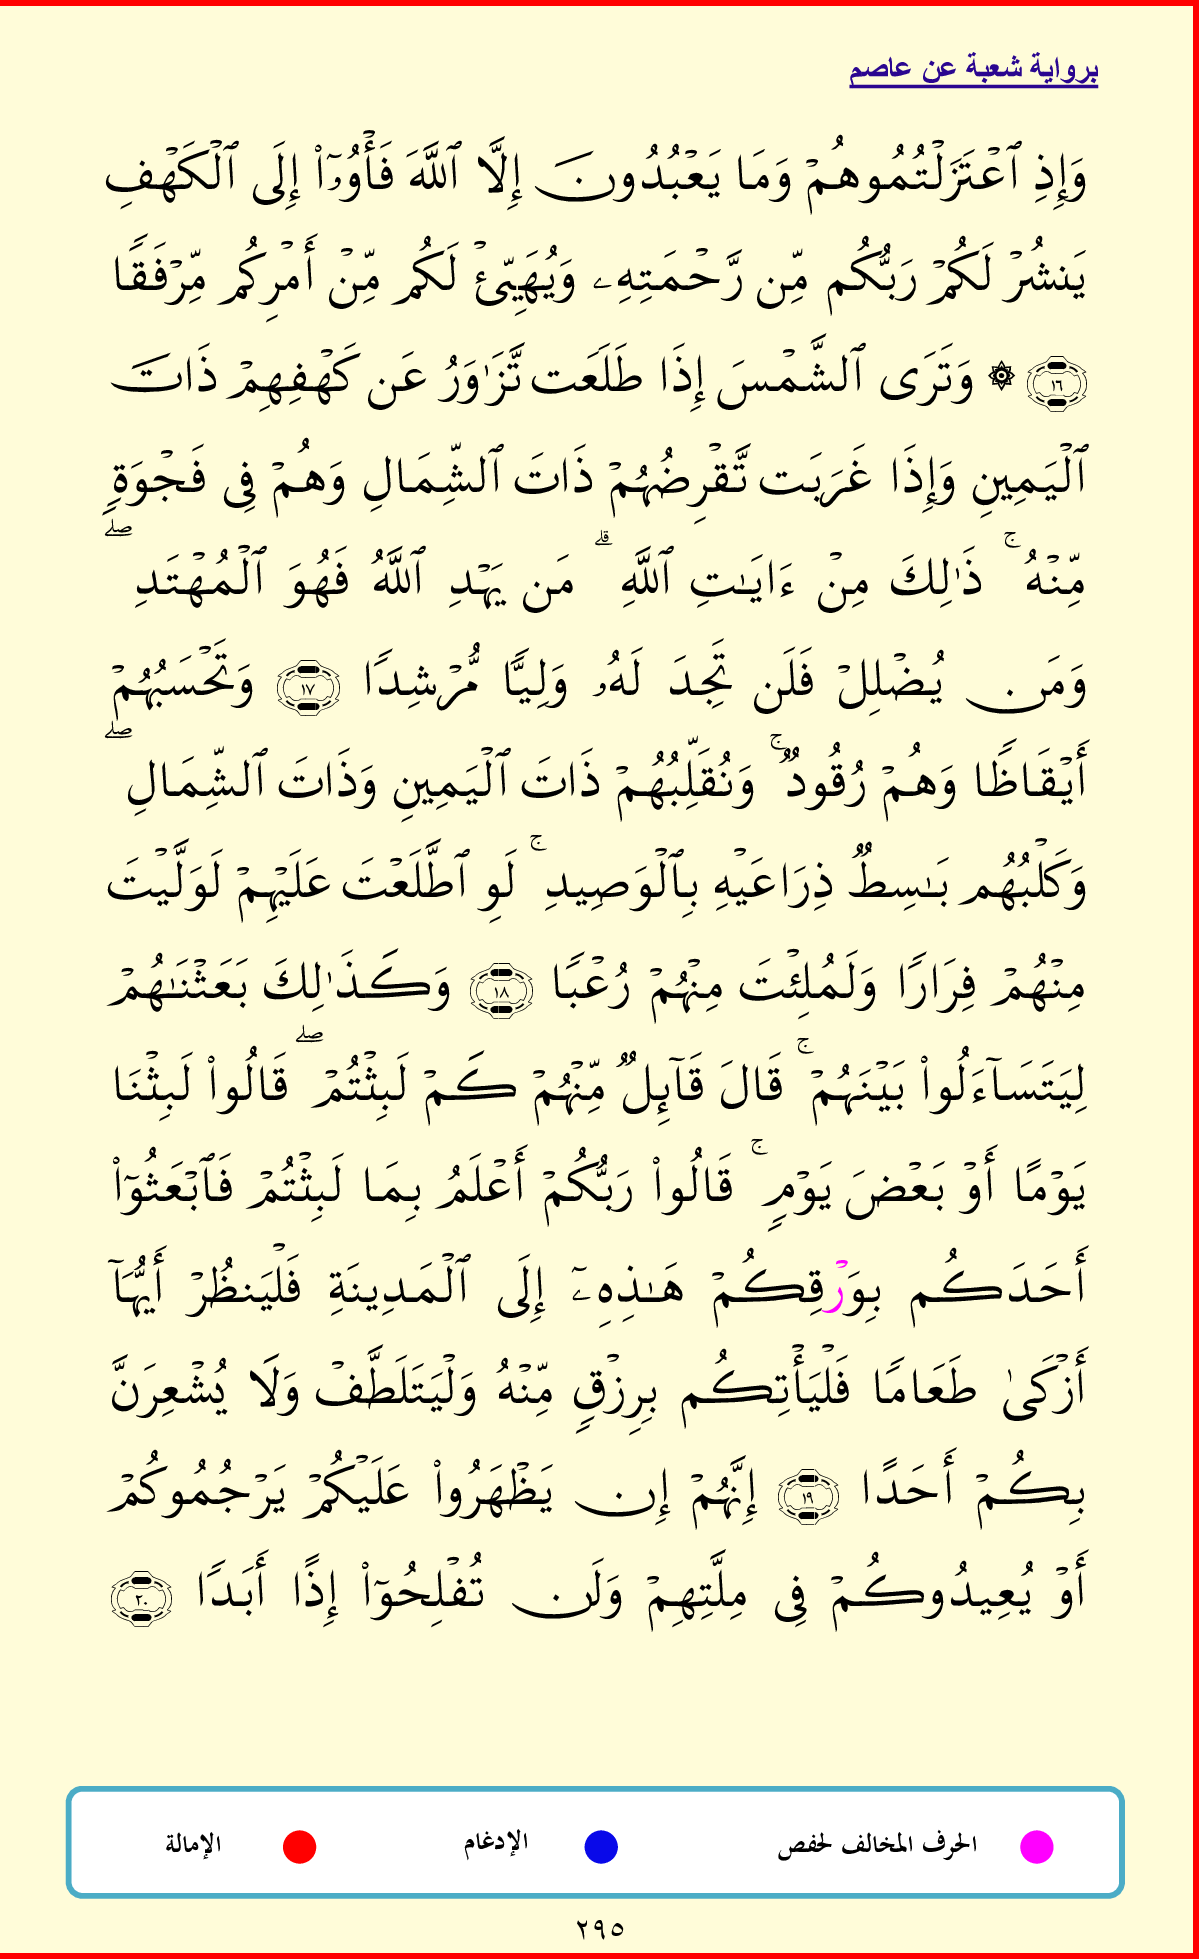 برواية شعبة عن عاصم
وَإِذِ ٱعۡتَزَلۡتُمُوهُمۡ وَمَا يَعۡبُدُونَ إِلَّا ٱللَّهَ فَأۡوُۥٓاْ إِلَى ٱلۡكَهۡفِ
يَنشُرۡ لَكُمۡ رَبُّكُم مِّن رَّحۡمَتِهِۦ وَيُهَيِّئۡ لَكُم مِّنۡ أَمۡرِكُم مِّرۡفَقٗا
١٦ ۞ وَتَرَى ٱلشَّمۡسَ إِذَا طَلَعَت تَّزَٰوَرُ عَن كَهۡفِهِمۡ ذَاتَ
ٱلۡيَمِينِ وَإِذَا غَرَبَت تَّقۡرِضُهُمۡ ذَاتَ ٱلشِّمَالِ وَهُمۡ فِي فَجۡوَةٖ
مِّنۡهُۚ ذَٰلِكَ مِنۡ ءَايَٰتِ ٱللَّهِۗ مَن يَهۡدِ ٱللَّهُ فَهُوَ ٱلۡمُهۡتَدِۖ
وَمَن يُضۡلِلۡ فَلَن تَجِدَ لَهُۥ وَلِيّٗا مُّرۡشِدٗا ١٧ وَتَحۡسَبُهُمۡ
أَيۡقَاظٗا وَهُمۡ رُقُودٞۚ وَنُقَلِّبُهُمۡ ذَاتَ ٱلۡيَمِينِ وَذَاتَ ٱلشِّمَالِۖ
وَكَلۡبُهُم بَٰسِطٞ ذِرَاعَيۡهِ بِٱلۡوَصِيدِۚ لَوِ ٱطَّلَعۡتَ عَلَيۡهِمۡ لَوَلَّيۡتَ
مِنۡهُمۡ فِرَارٗا وَلَمُلِئۡتَ مِنۡهُمۡ رُعۡبٗا ١٨ وَكَذَٰلِكَ بَعَثۡنَٰهُمۡ
لِيَتَسَآءَلُواْ بَيۡنَهُمۡۚ قَالَ قَآئِلٞ مِّنۡهُمۡ كَمۡ لَبِثۡتُمۡۖ قَالُواْ لَبِثۡنَا
يَوۡمًا أَوۡ بَعۡضَ يَوۡمٖۚ قَالُواْ رَبُّكُمۡ أَعۡلَمُ بِمَا لَبِثۡتُمۡ فَٱبۡعَثُوٓاْ
أَحَدَكُم بِوَرۡقِكُمۡ هَٰذِهِۦٓ إِلَى ٱلۡمَدِينَةِ فَلۡيَنظُرۡ أَيُّهَآ
أَزۡكَىٰ طَعَامٗا فَلۡيَأۡتِكُم بِرِزۡقٖ مِّنۡهُ وَلۡيَتَلَطَّفۡ وَلَا يُشۡعِرَنَّ
بِكُمۡ أَحَدًا ١٩ إِنَّهُمۡ إِن يَظۡهَرُواْ عَلَيۡكُمۡ يَرۡجُمُوكُمۡ
أَوۡ يُعِيدُوكُمۡ فِي مِلَّتِهِمۡ وَلَن تُفۡلِحُوٓاْ إِذًا أَبَدٗا ٢٠
الحرف المخالف لحفص الإدغام الإمالة
٢٩٥